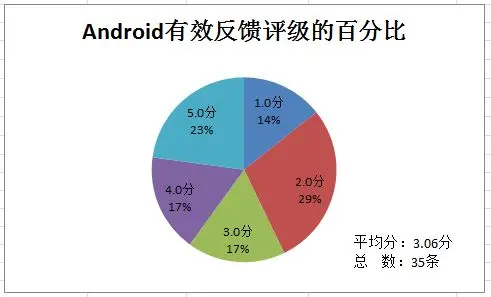 Android有效反馈评级的百分比
1.0分
14%
2.0分
29%
3.0分
17%
4.0分
17%
5.0分
23%
平均分：3.06分
总 数：35条